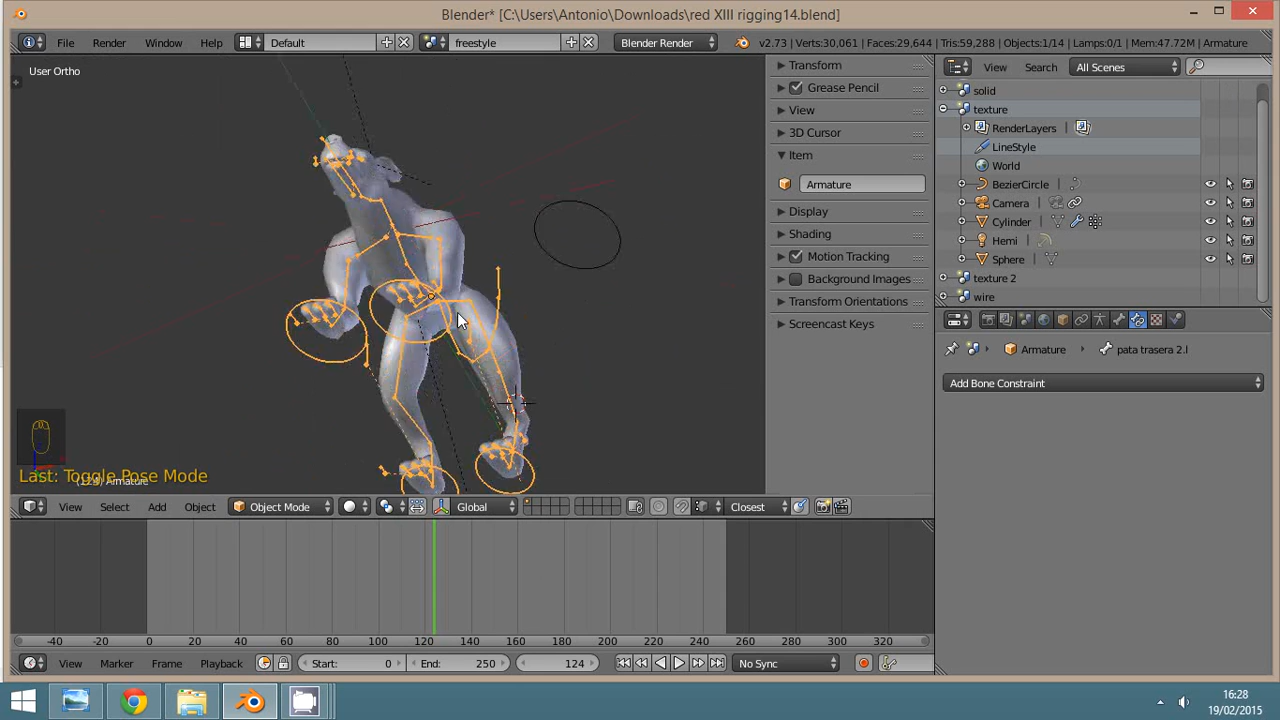 Blender* [C:\Users\Antonio\Downloads\red XIII rigging14.blend]
File Render Window Help Default freestyle Blender Render v2.73 | Verts:30,061 | Faces:29,644 | Tris:59,288 | Objects:1/14 | Lamps:0/1 | Mem:47.72M | Armature
User Ortho
Transform
Grease Pencil
View
3D Cursor
Item
Armature
Display
Shading
Motion Tracking
Background Images
Transform Orientations
Screencast Keys
View Search All Scenes
solid
texture
RenderLayers
LineStyle
World
BezierCircle
Camera
Cylinder
Hemi
Sphere
texture 2
wire
Armature pata trasera 2.l
Add Bone Constraint
Last: Toggle Pose Mode
View Select Add Object Object Mode Global Closest
-40 -20 0 20 40 60 80 100 120 140 160 180 200 220 240 260 280 300 320
View Marker Frame Playback Start: 0 End: 250 124 No Sync
16:28
19/02/2015